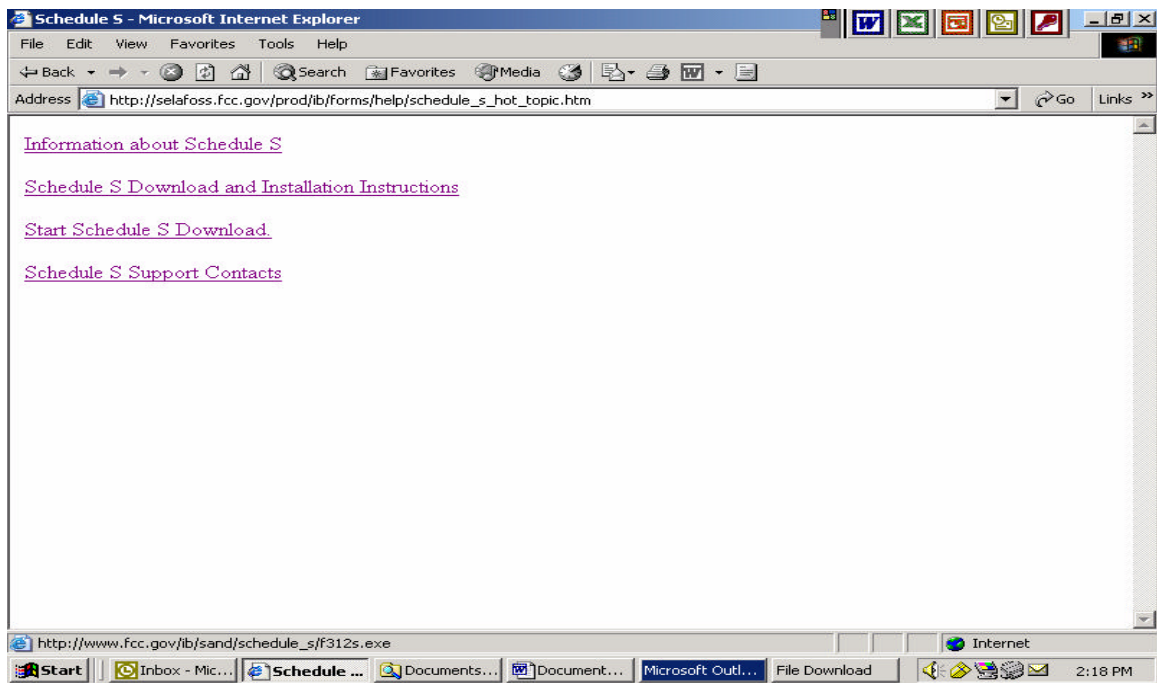 Schedule S - Microsoft Internet Explorer
File Edit View Favorites Tools Help
Back Search Favorites Media
Address http://selafoss.fcc.gov/prod/ib/forms/help/schedule_s_hot_topic.htm Go Links »
Information about Schedule S
Schedule S Download and Installation Instructions
Start Schedule S Download.
Schedule S Support Contacts
http://www.fcc.gov/ib/sand/schedule_s/f312s.exe Internet
Start Inbox - Mic... Schedule ... Documents... Document... Microsoft Outl... File Download 2:18 PM